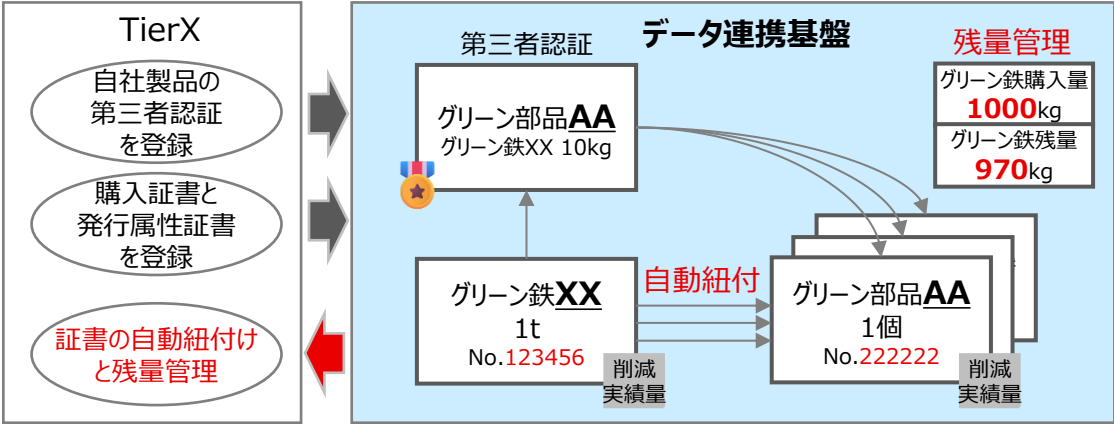 TierX
自社製品の
第三者認証
を登録
購入証書と
発行属性証書
を登録
証書の自動紐付け
と残量管理
データ連携基盤
第三者認証
グリーン部品AA
グリーン鉄XX 10kg
残量管理
グリーン鉄購入量
1000kg
グリーン鉄残量
970kg
グリーン鉄XX
1t
No.123456
削減
実績量
自動紐付
グリーン部品AA
1個
No.222222
削減
実績量